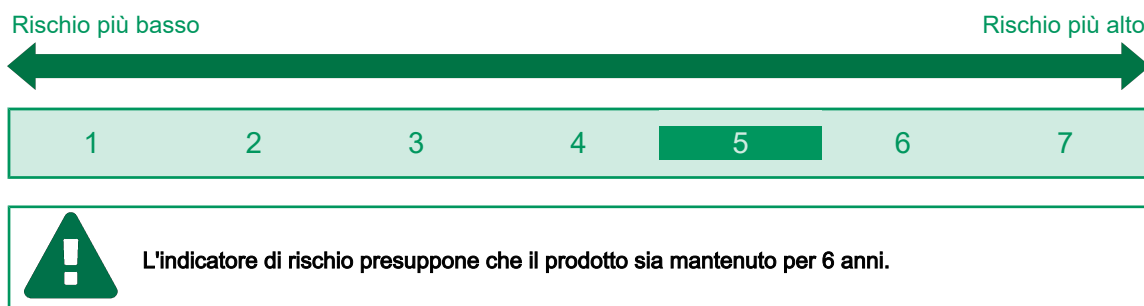 Rischio più basso Rischio più alto
1 2 3 4 5 6 7
L'indicatore di rischio presuppone che il prodotto sia mantenuto per 6 anni.